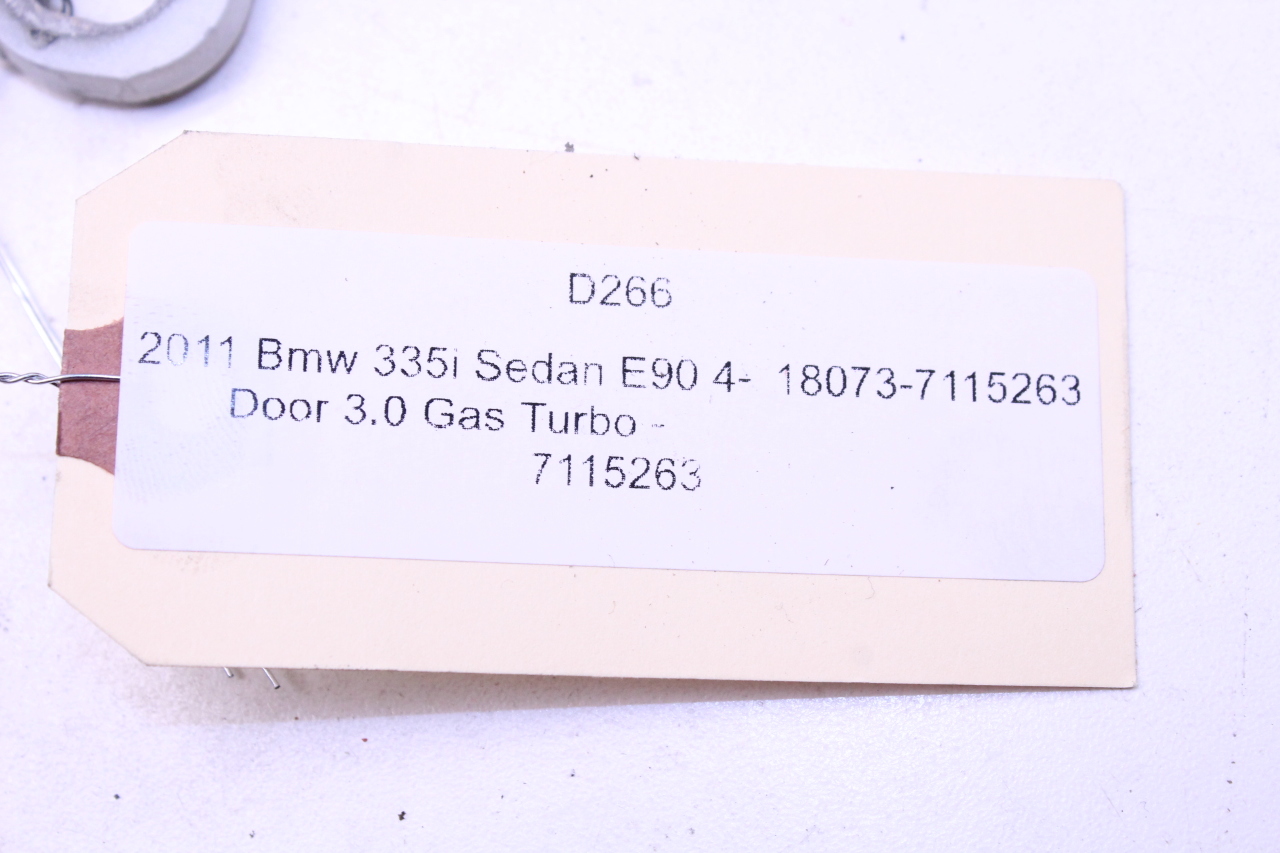 D266
2011 Bmw 335i Sedan E90 4- 18073-7115263
Door 3.0 Gas Turbo -
7115263